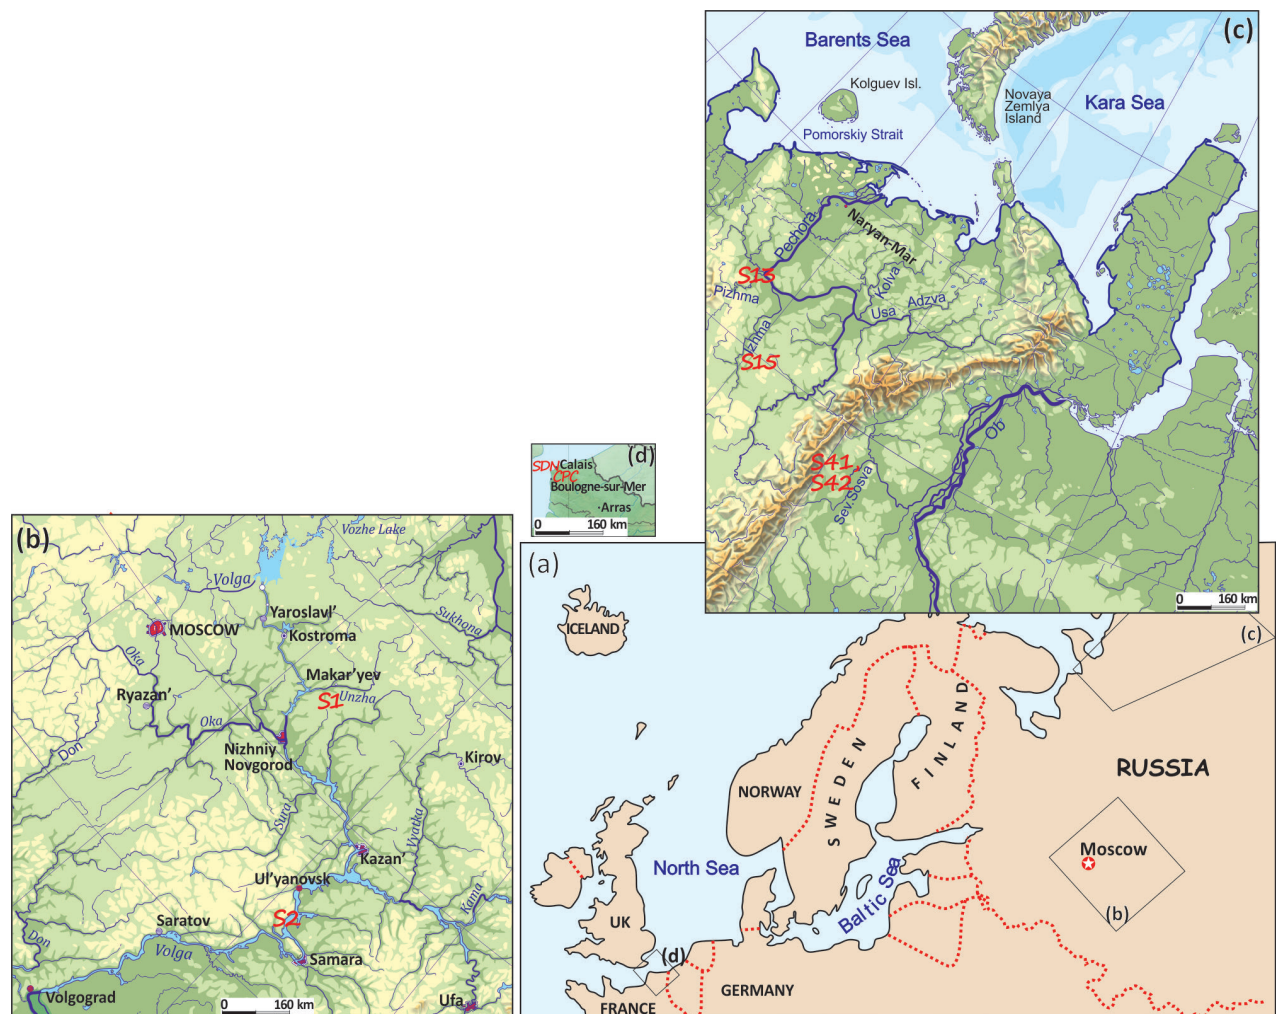 (c)
Barents Sea
Kolguev Isl.
Novaya
Zemlya
Island
Kara Sea
Pomorskiy Strait
Pechora
Naryan-Mar
S13
Pizhma
Kolva
Adzva
Usa
Izhma
S15
Ob
S41,
S42
Sev.Sosva
0 160 km
(d)
SDN
Calais
CPC
Boulogne-sur-Mer
Arras
0 160 km
(b)
Vozhe Lake
Volga
Yaroslavl’
Sukhona
MOSCOW
Kostroma
Oka
Makar’yev
Ryazan’
S1
Unzha
Oka
Don
Nizhniy
Novgorod
Kirov
Sura
Vyatka
Kazan’
Ul’yanovsk
Kama
Saratov
S2
Don
Volga
Samara
Volgograd
Ufa
0 160 km
(a)
ICELAND
(c)
FINLAND
SWEDEN
NORWAY
RUSSIA
Moscow
North Sea
Baltic Sea
(b)
UK
(d)
GERMANY
FRANCE